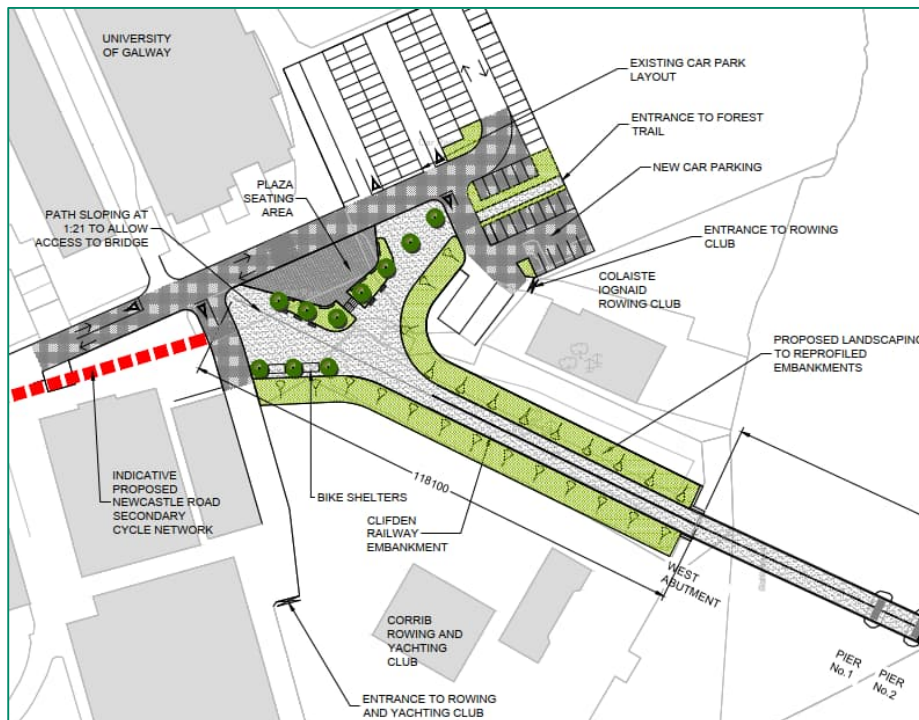 UNIVERSITY
OF GALWAY
EXISTING CAR PARK
LAYOUT
ENTRANCE TO FOREST
TRAIL
NEW CAR PARKING
PLAZA
SEATING
AREA
PATH SLOPING AT
1:21 TO ALLOW
ACCESS TO BRIDGE
ENTRANCE TO ROWING
CLUB
COLAISTE
IOGNAID
ROWING CLUB
PROPOSED LANDSCAPING
TO REPROFILED
EMBANKMENTS
INDICATIVE
PROPOSED
NEWCASTLE ROAD
SECONDARY
CYCLE NETWORK
BIKE SHELTERS
118100
CLIFDEN
RAILWAY
EMBANKMENT
WEST
ABUTMENT
CORRIB
ROWING AND
YACHTING
CLUB
PIER
No.1
PIER
No.2
ENTRANCE TO ROWING
AND YACHTING CLUB